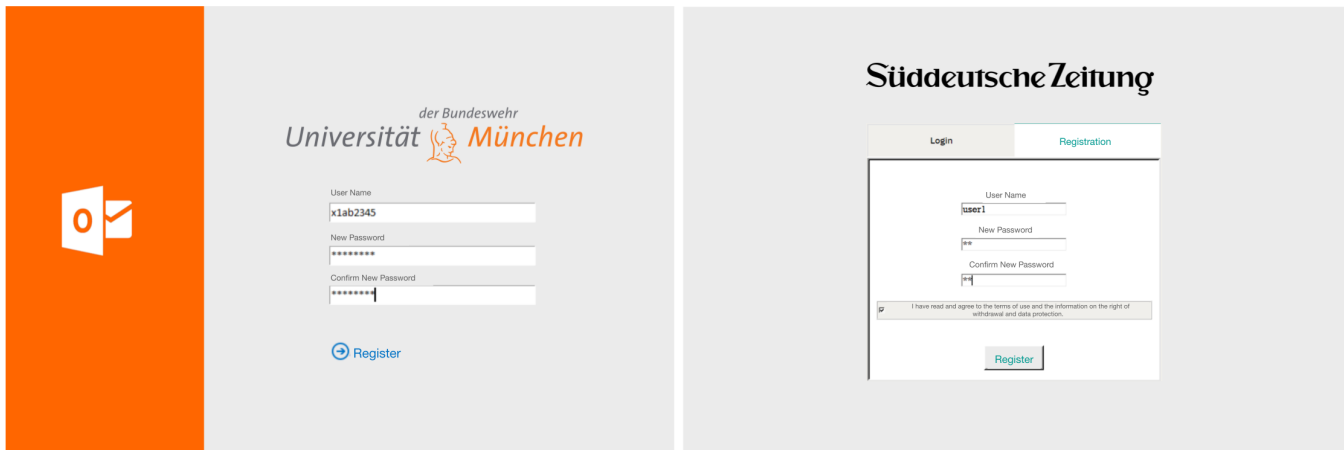 der Bundeswehr
Universität München
User Name
x1ab2345
New Password
********
Confirm New Password
********
Register
Süddeutsche Zeitung
Login Registration
User Name
user1
New Password
**
Confirm New Password
**
I have read and agree to the terms of use and the information on the right of
withdrawal and data protection.
Register